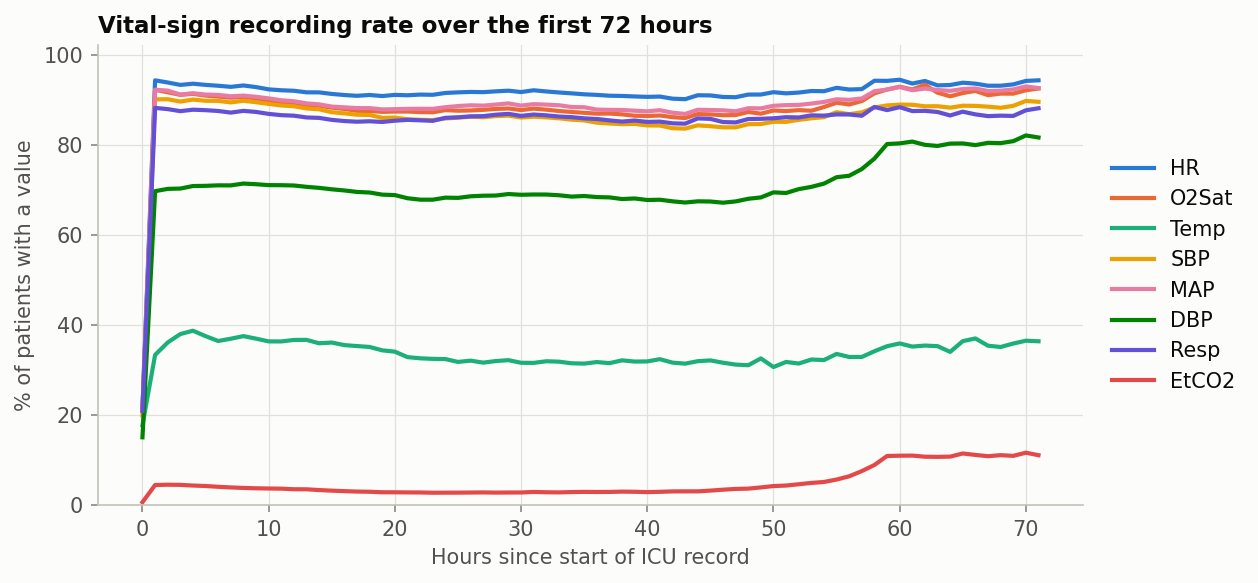 Vital-sign recording rate over the first 72 hours
% of patients with a value
100
80
60
40
20
0
0 10 20 30 40 50 60 70
Hours since start of ICU record
HR
O2Sat
Temp
SBP
MAP
DBP
Resp
EtCO2